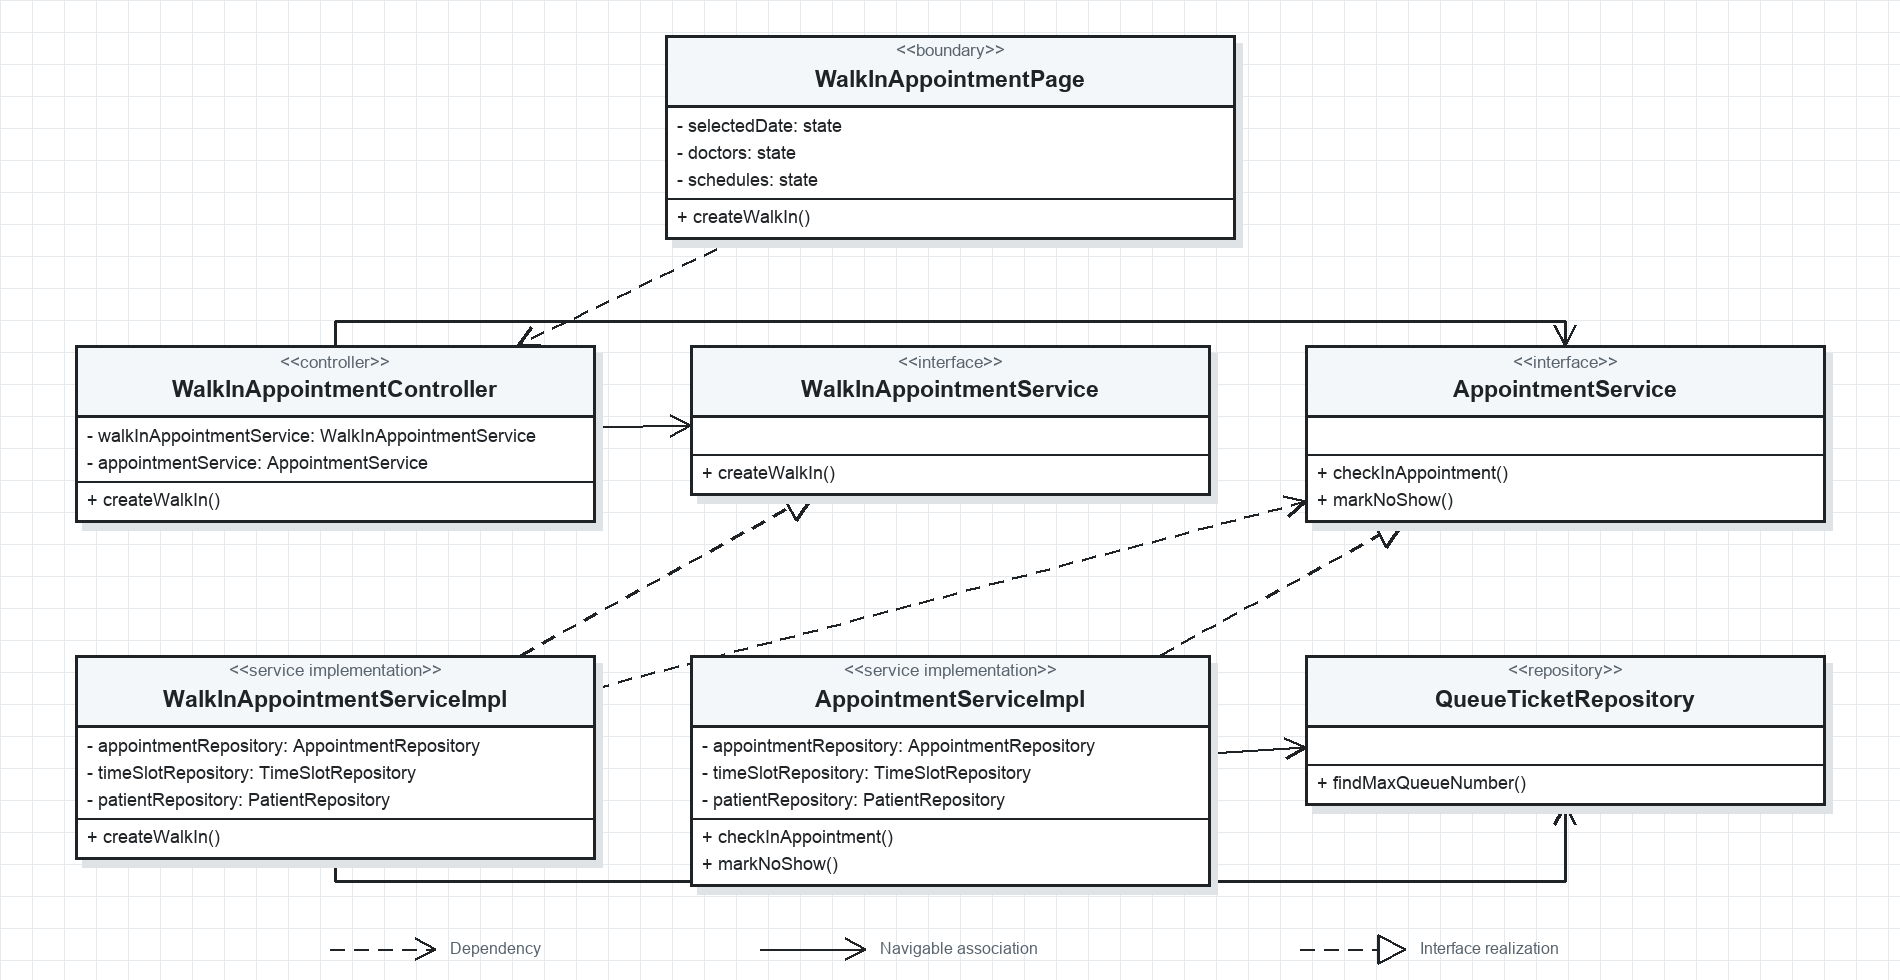 <<boundary>>
WalkInAppointmentPage
- selectedDate: state
- doctors: state
- schedules: state
+ createWalkIn()
<<controller>>
WalkInAppointmentController
- walkInAppointmentService: WalkInAppointmentService
- appointmentService: AppointmentService
+ createWalkIn()
<<interface>>
WalkInAppointmentService
+ createWalkIn()
<<interface>>
AppointmentService
+ checkInAppointment()
+ markNoShow()
<<service implementation>>
WalkInAppointmentServiceImpl
- appointmentRepository: AppointmentRepository
- timeSlotRepository: TimeSlotRepository
- patientRepository: PatientRepository
+ createWalkIn()
<<service implementation>>
AppointmentServiceImpl
- appointmentRepository: AppointmentRepository
- timeSlotRepository: TimeSlotRepository
- patientRepository: PatientRepository
+ checkInAppointment()
+ markNoShow()
<<repository>>
QueueTicketRepository
+ findMaxQueueNumber()
Dependency
Navigable association
Interface realization